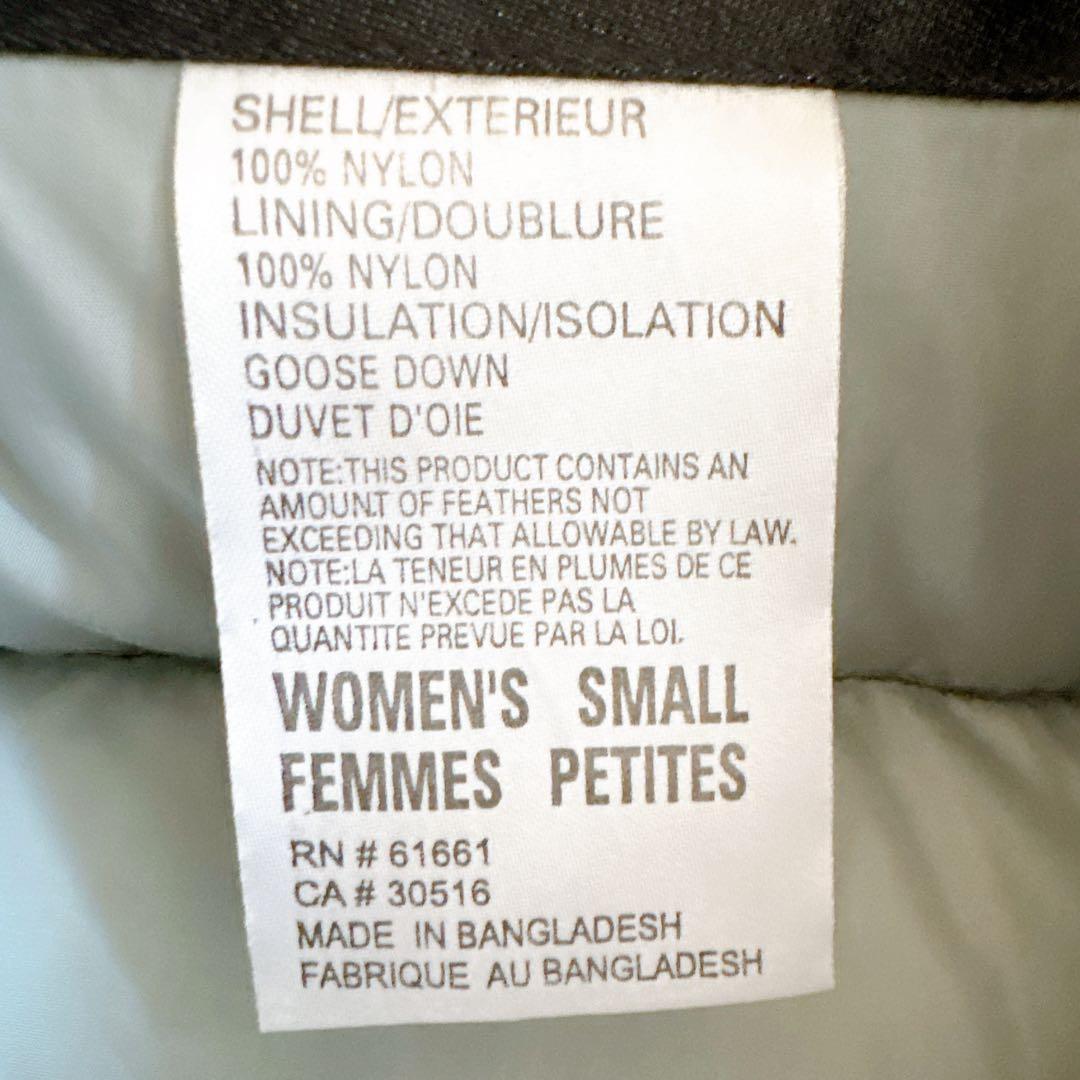 SHELL/EXTERIEUR
100% NYLON
LINING/DOUBLURE
100% NYLON
INSULATION/ISOLATION
GOOSE DOWN
DUVET D'OIE
NOTE:THIS PRODUCT CONTAINS AN
AMOUNT OF FEATHERS NOT
EXCEEDING THAT ALLOWABLE BY LAW.
NOTE:LA TENEUR EN PLUMES DE CE
PRODUIT N'EXCEDE PAS LA
QUANTITE PREVUE PAR LA LOI.
WOMEN'S SMALL
FEMMES PETITES
RN # 61661
CA # 30516
MADE IN BANGLADESH
FABRIQUE AU BANGLADESH